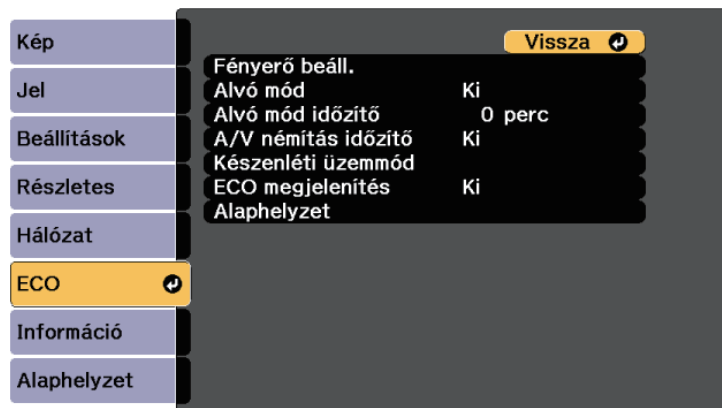 Kép
Jel
Beállítások
Részletes
Hálózat
ECO
Információ
Alaphelyzet
Vissza
Fényerő beáll.
Alvó mód Ki
Alvó mód időzítő 0 perc
A/V némítás időzítő Ki
Készenléti üzemmód
ECO megjelenítés Ki
Alaphelyzet